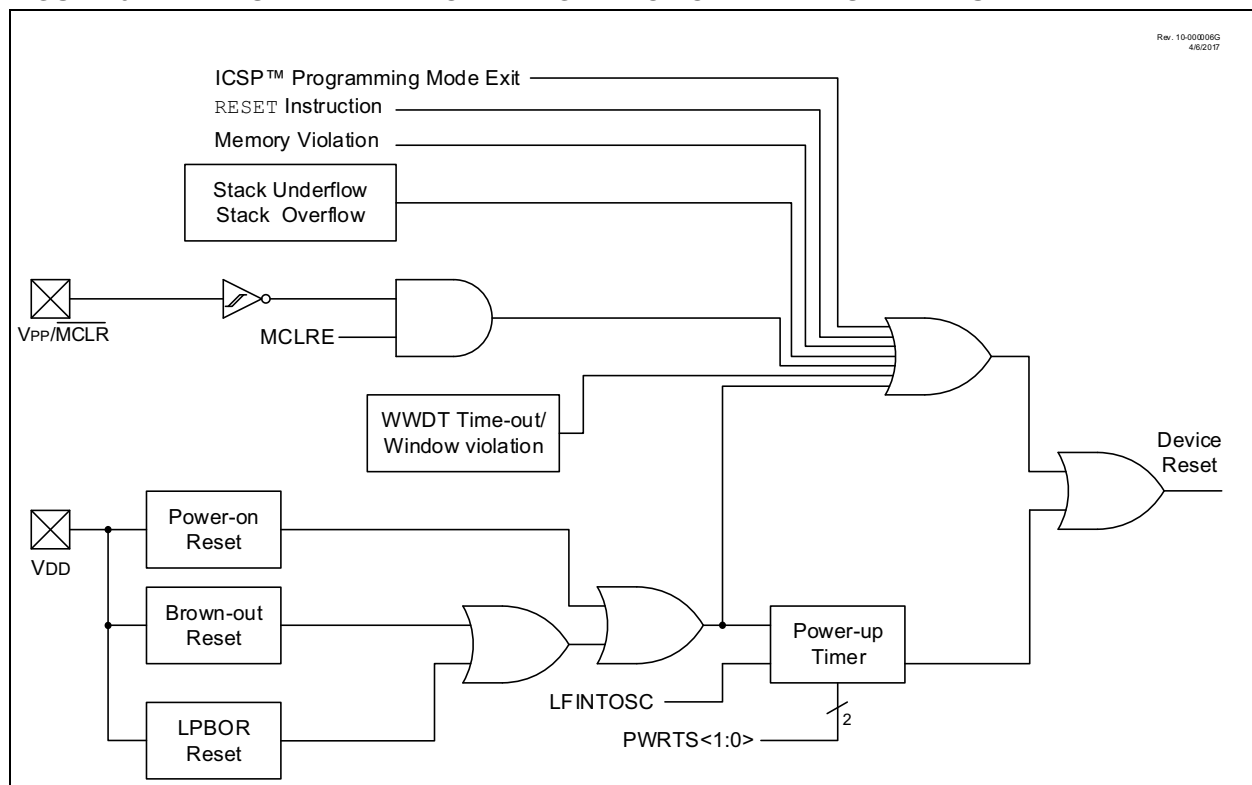 Rev. 10-000006G
4/6/2017
ICSP™ Programming Mode Exit
RESET Instruction
Memory Violation
Stack Underflow
Stack Overflow
VPP/MCLR
MCLRE
WWDT Time-out/
Window violation
Device
Reset
Power-on
Reset
VDD
Brown-out
Reset
Power-up
Timer
LFINTOSC
LPBOR
Reset
2
PWRTS<1:0>